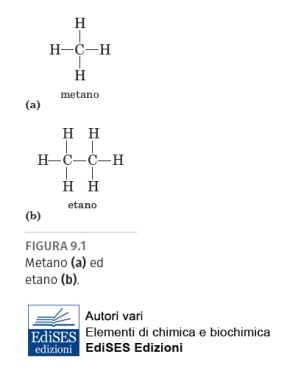 H
H—C—H
H
metano
(a)
H H
H—C—C—H
H H
etano
(b)
FIGURA 9.1
Metano (a) ed
etano (b).
EdiSES
edizioni
Autori vari
Elementi di chimica e biochimica
EdiSES Edizioni